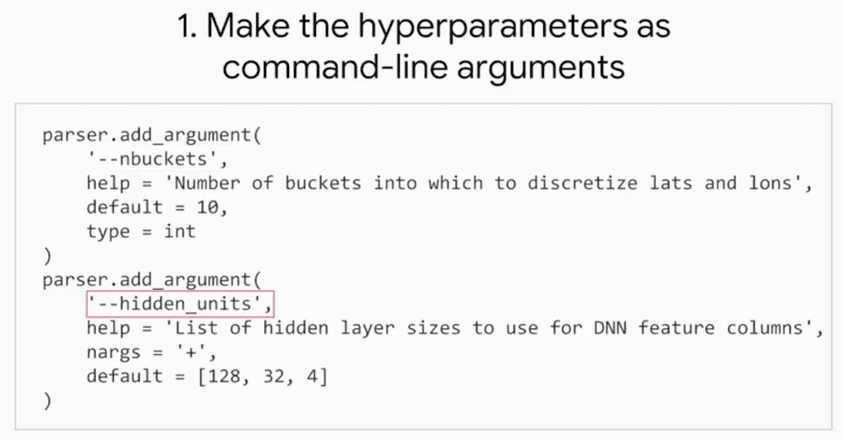 1. Make the hyperparameters as
command-line arguments
parser.add_argument(
'--nbuckets',
help = 'Number of buckets into which to discretize lats and lons',
default = 10,
type = int
)
parser.add_argument(
'--hidden_units',
help = 'List of hidden layer sizes to use for DNN feature columns',
nargs = '+',
default = [128, 32, 4]
)